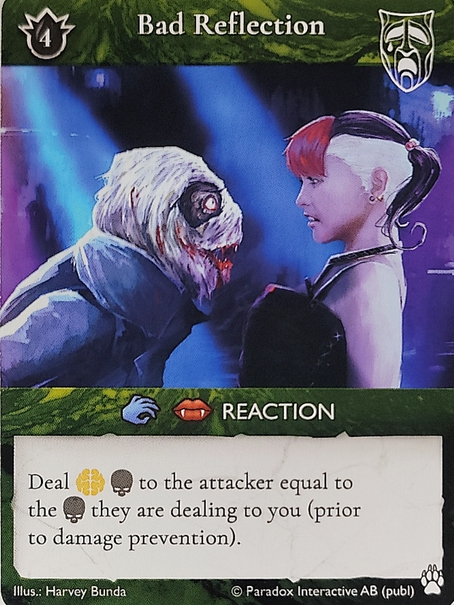 4
Bad Reflection
REACTION
Deal to the attacker equal to
the they are dealing to you (prior
to damage prevention).
Illus.: Harvey Bunda
© Paradox Interactive AB (publ)